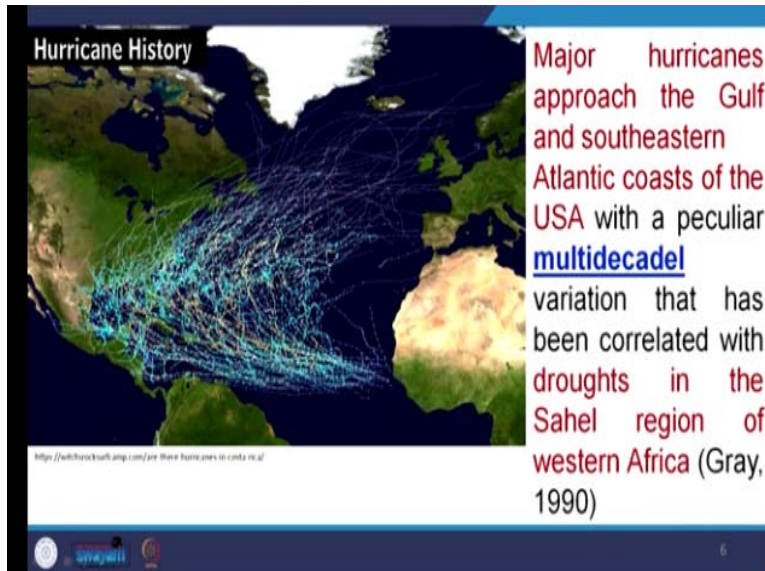 Hurricane History
Major hurricanes
approach the Gulf
and southeastern
Atlantic coasts of the
USA with a peculiar
multidecadel
variation that has
been correlated with
droughts in the
Sahel region of
western Africa (Gray,
1990)
https://witchsrocksurfcamp.com/are there hurricanes in costa rica/
swayam
6